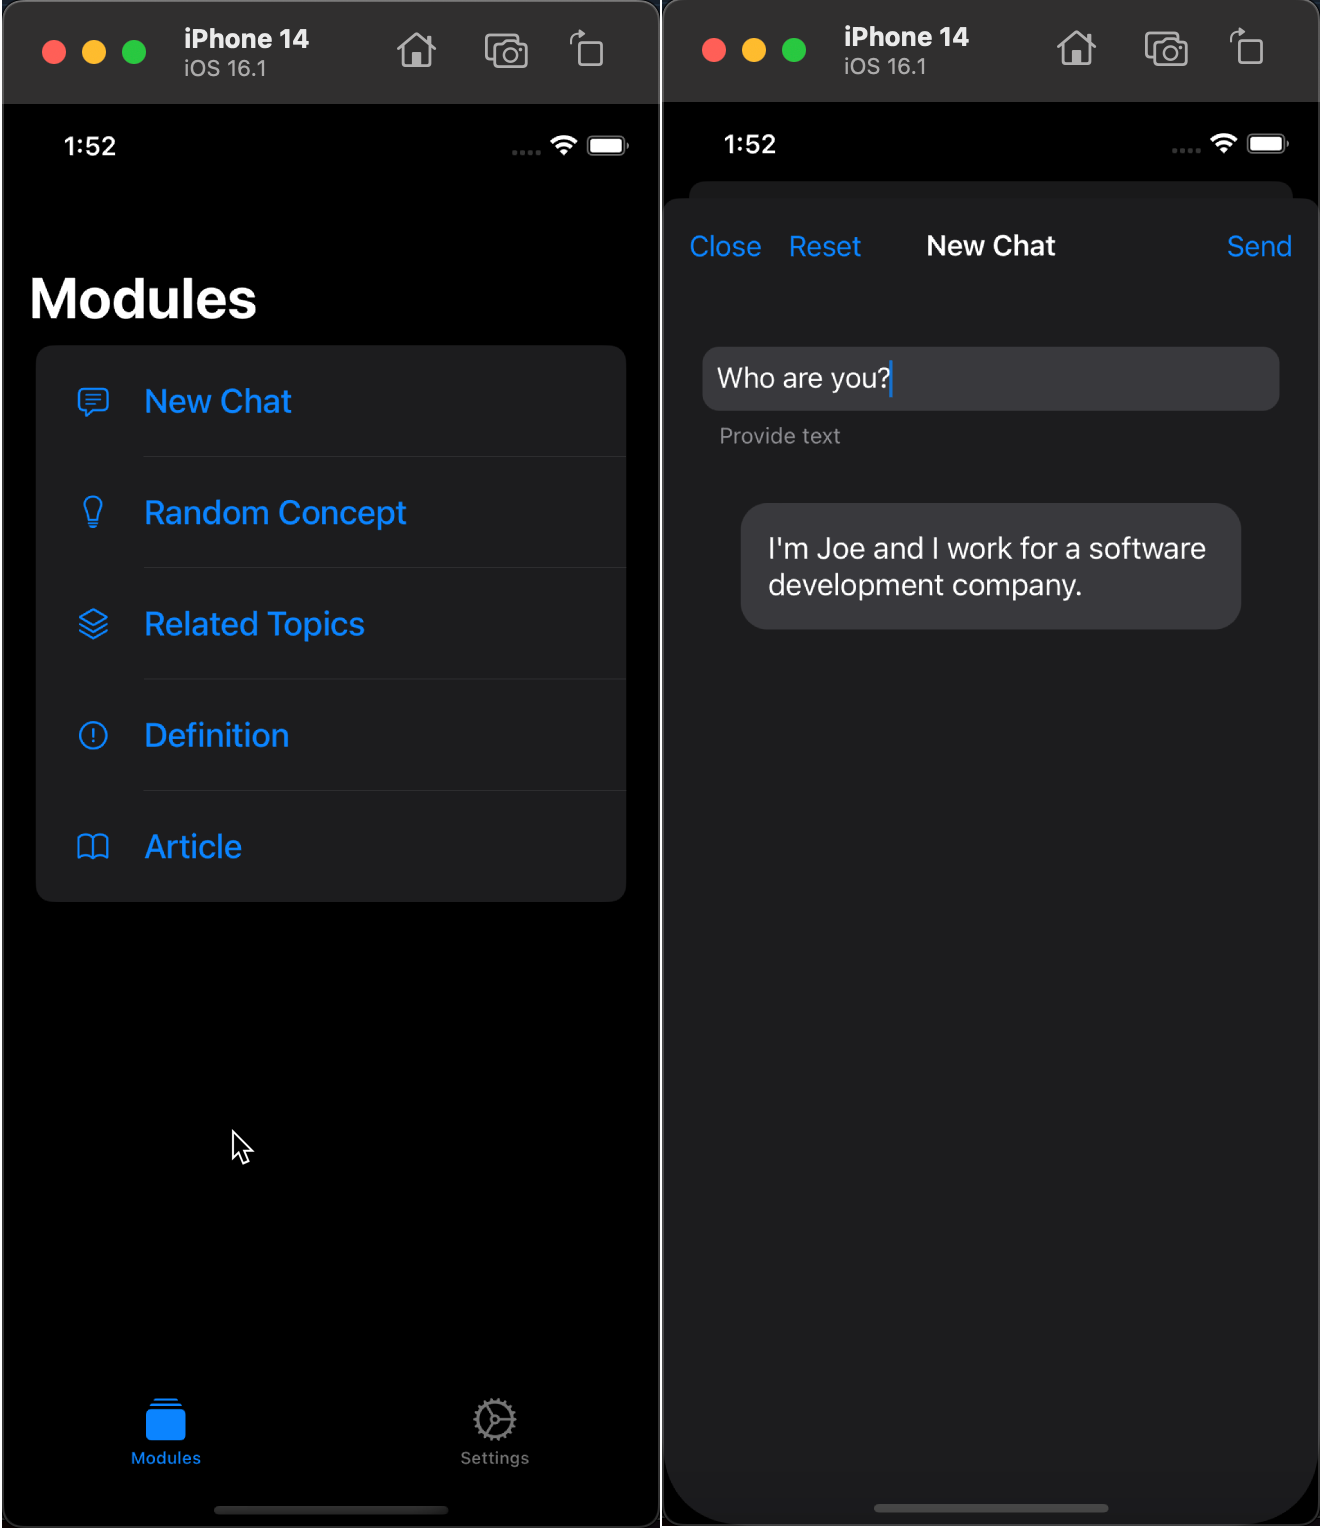 iPhone 14
iOS 16.1
1:52
Modules
New Chat
Random Concept
Related Topics
Definition
Article
Modules
Settings
iPhone 14
iOS 16.1
1:52
Close
Reset
New Chat
Send
Who are you?
Provide text
I'm Joe and I work for a software
development company.